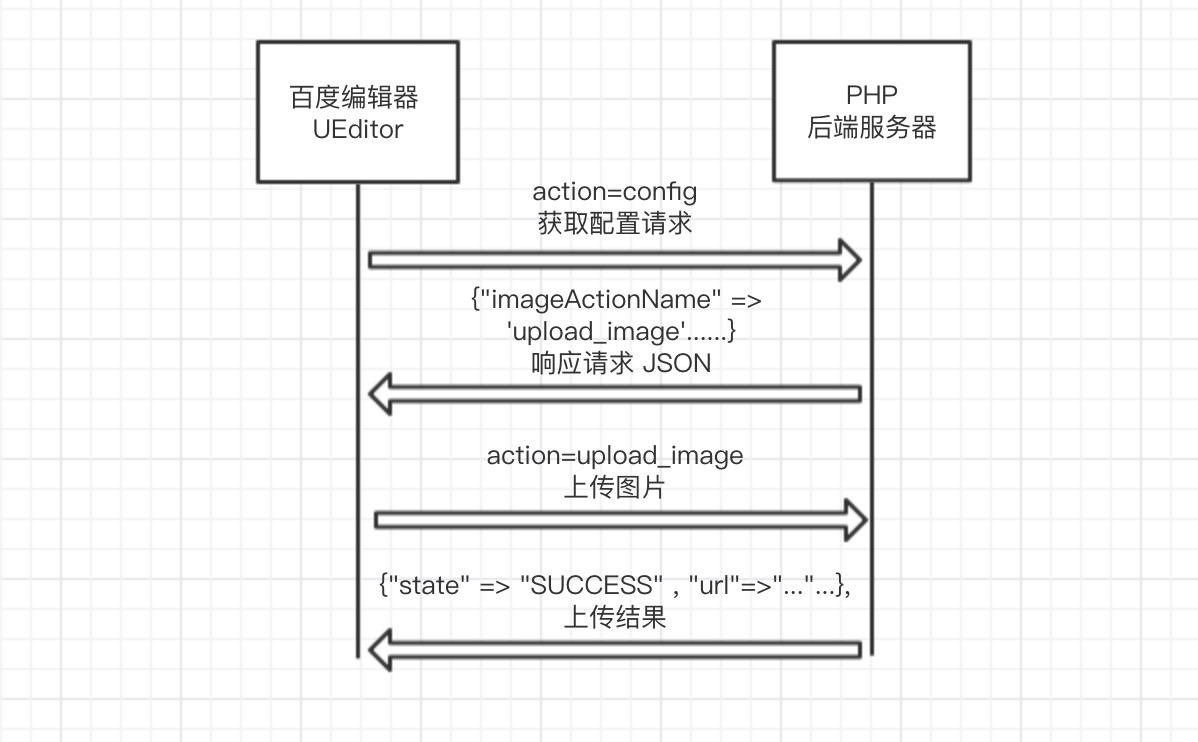 百度编辑器
UEditor
PHP
后端服务器
action=config
获取配置请求
{"imageActionName" =>
'upload_image'......}
响应请求 JSON
action=upload_image
上传图片
{"state" => "SUCCESS" , "url"=>"..."...},
上传结果